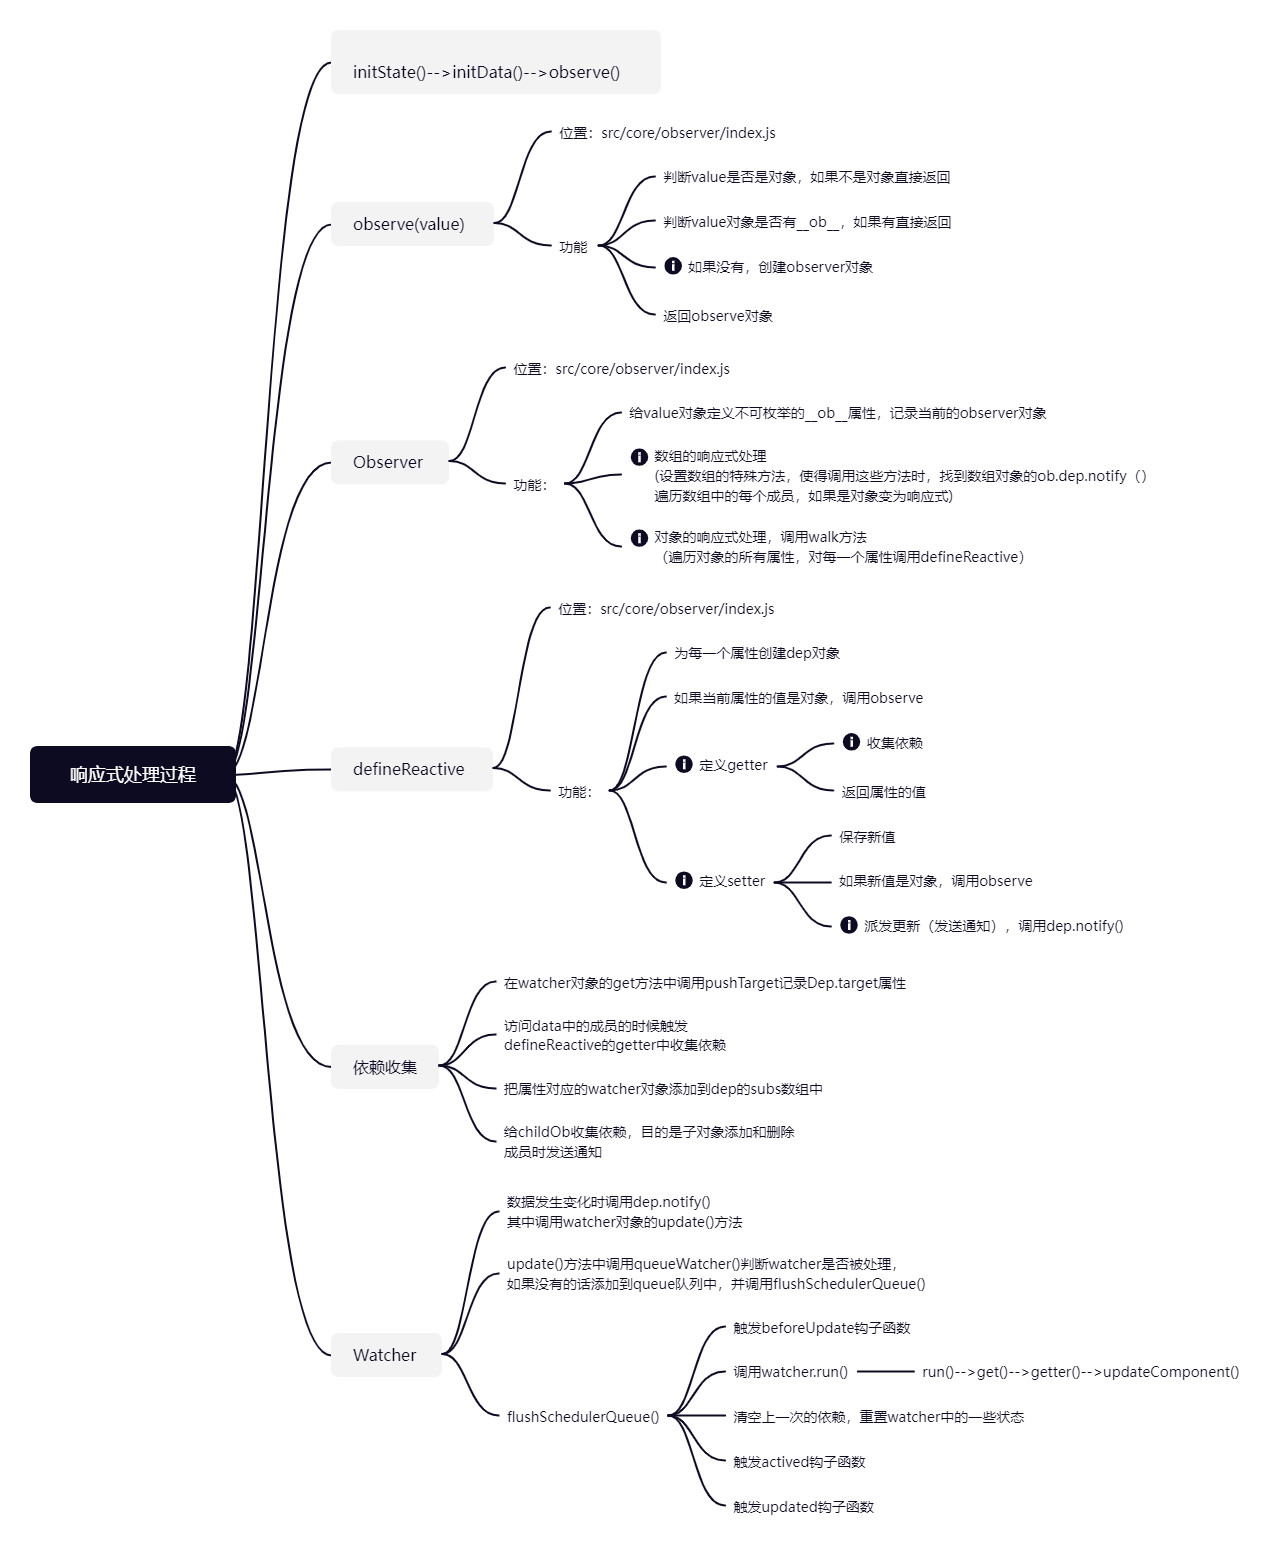 响应式处理过程
initState()-->initData()-->observe()
observe(value)
位置：src/core/observer/index.js
功能
判断value是否是对象，如果不是对象直接返回
判断value对象是否有__ob__，如果有直接返回
如果没有，创建observer对象
返回observe对象
Observer
位置：src/core/observer/index.js
功能：
给value对象定义不可枚举的__ob__属性，记录当前的observer对象
数组的响应式处理
(设置数组的特殊方法，使得调用这些方法时，找到数组对象的ob.dep.notify（）
遍历数组中的每个成员，如果是对象变为响应式)
对象的响应式处理，调用walk方法
（遍历对象的所有属性，对每一个属性调用defineReactive）
defineReactive
位置：src/core/observer/index.js
功能：
为每一个属性创建dep对象
如果当前属性的值是对象，调用observe
定义getter
收集依赖
返回属性的值
定义setter
保存新值
如果新值是对象，调用observe
派发更新（发送通知），调用dep.notify()
依赖收集
在watcher对象的get方法中调用pushTarget记录Dep.target属性
访问data中的成员的时候触发
defineReactive的getter中收集依赖
把属性对应的watcher对象添加到dep的subs数组中
给childOb收集依赖，目的是子对象添加和删除
成员时发送通知
Watcher
数据发生变化时调用dep.notify()
其中调用watcher对象的update()方法
update()方法中调用queueWatcher()判断watcher是否被处理，
如果没有的话添加到queue队列中，并调用flushSchedulerQueue()
flushSchedulerQueue()
触发beforeUpdate钩子函数
调用watcher.run()
run()-->get()-->getter()-->updateComponent()
清空上一次的依赖，重置watcher中的一些状态
触发actived钩子函数
触发updated钩子函数